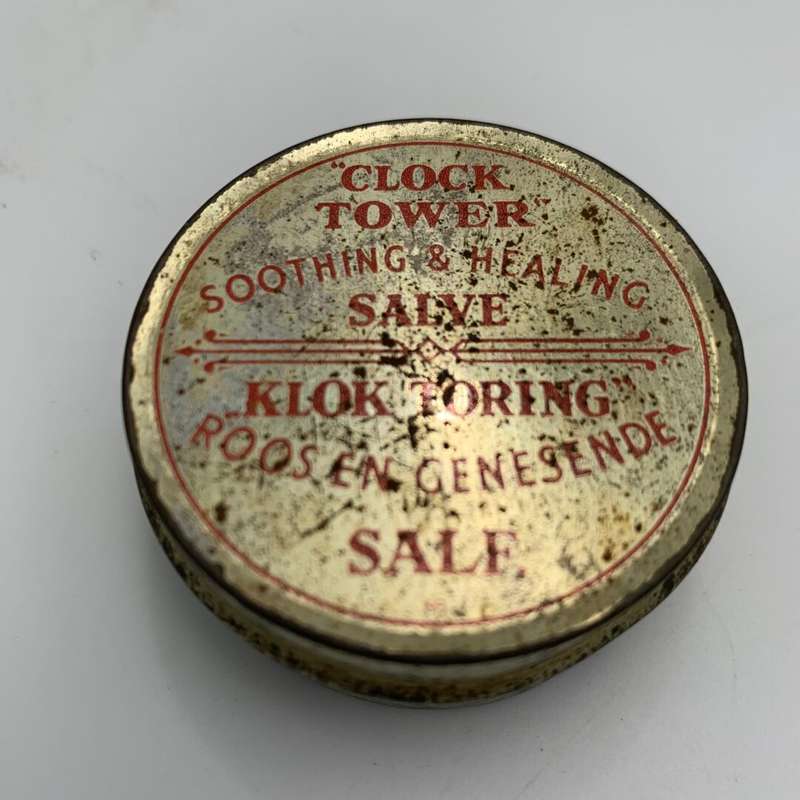 "CLOCK
TOWER"
SOOTHING & HEALING
SALVE
„KLOK TORING"
ROOS EN GENESENDE
SALF.